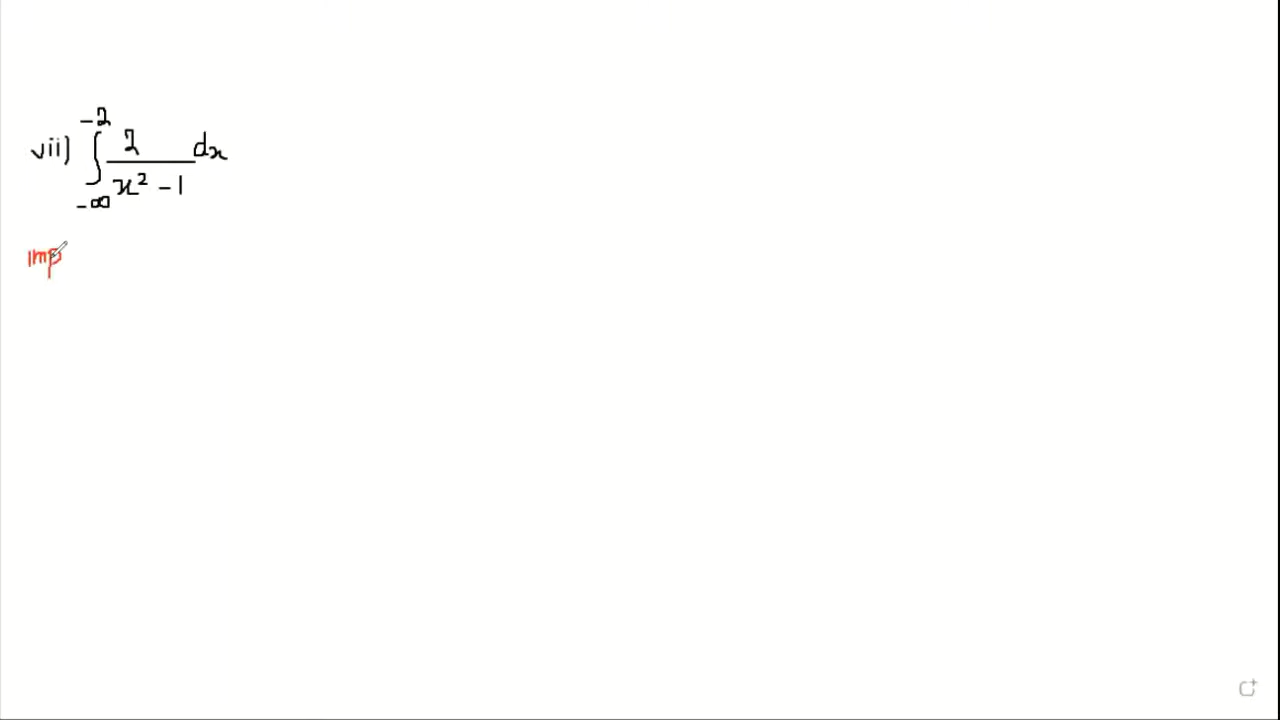 vii) ∫_{-∞}^{-2} 2/(x² - 1) dx
imp